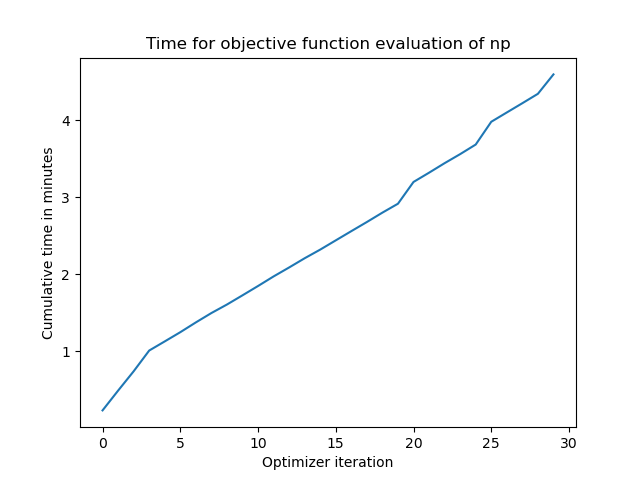 Time for objective function evaluation of np
Cumulative time in minutes
4
3
2
1
0 5 10 15 20 25 30
Optimizer iteration